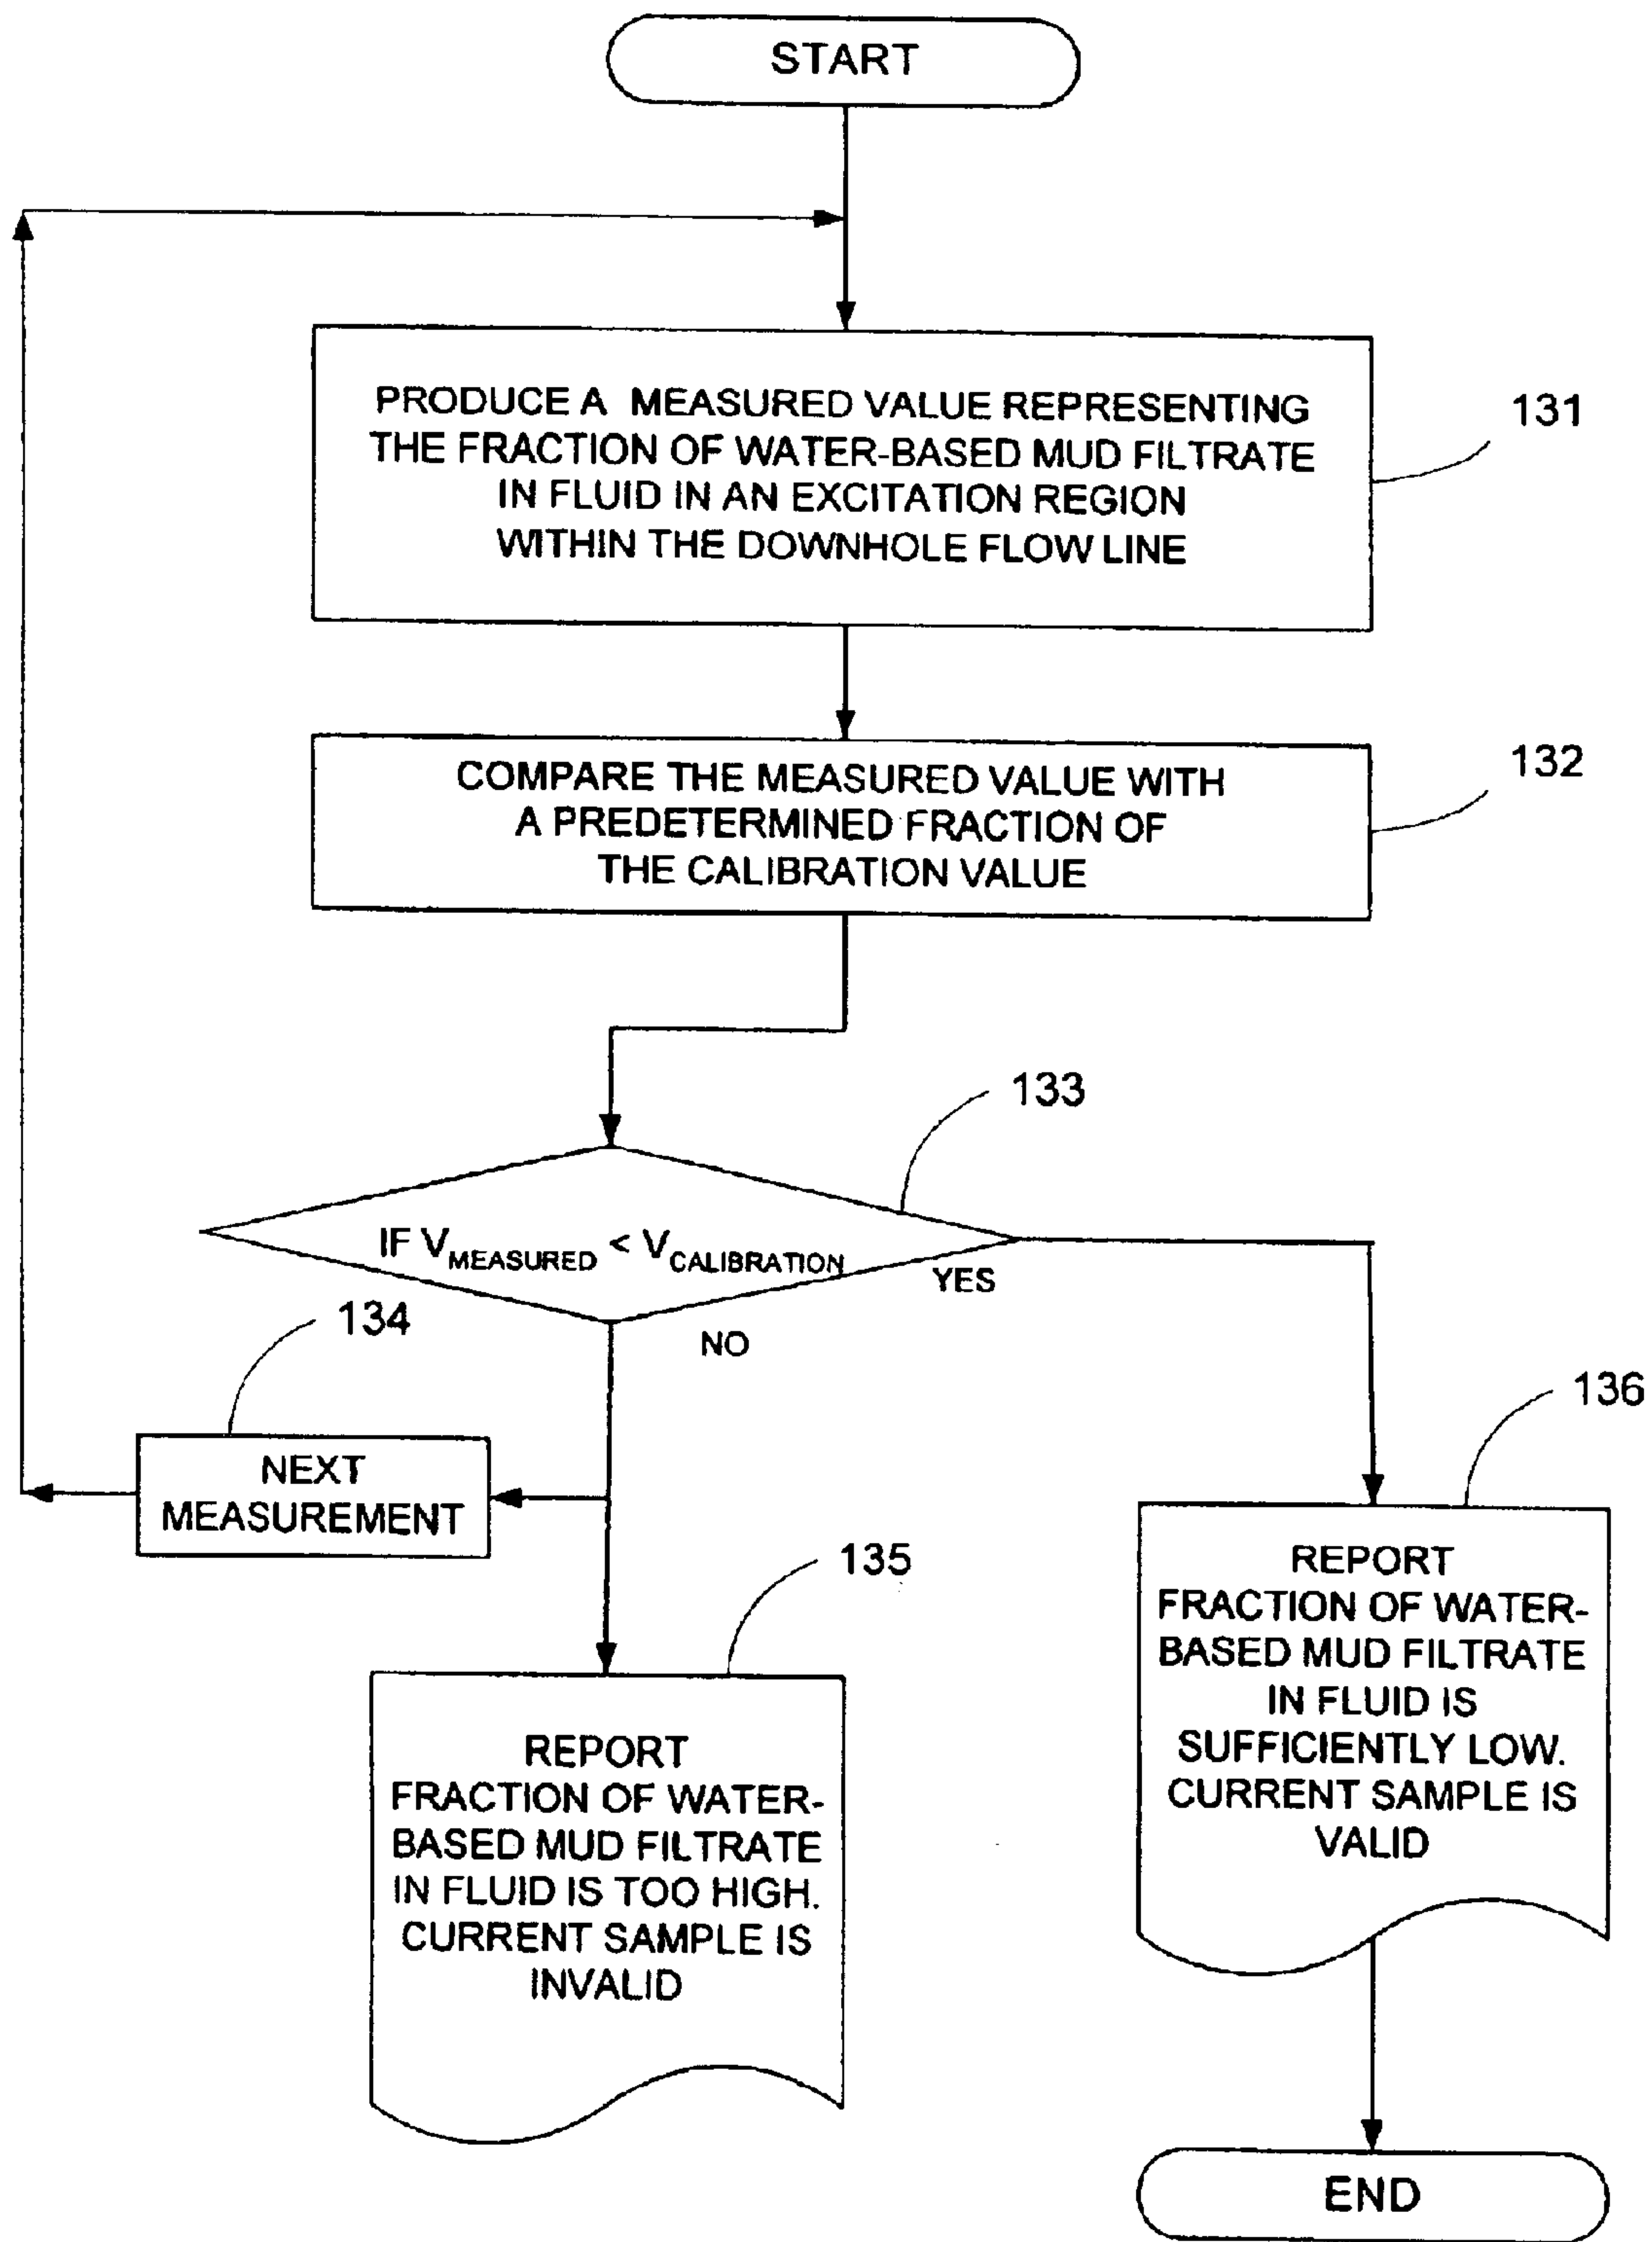 START
PRODUCE A MEASURED VALUE REPRESENTING
THE FRACTION OF WATER-BASED MUD FILTRATE
IN FLUID IN AN EXCITATION REGION
WITHIN THE DOWNHOLE FLOW LINE
131
COMPARE THE MEASURED VALUE WITH
A PREDETERMINED FRACTION OF
THE CALIBRATION VALUE
132
133
IF VMEASURED < VCALIBRATION
YES
NO
134
NEXT
MEASUREMENT
135
REPORT
FRACTION OF WATER-
BASED MUD FILTRATE
IN FLUID IS TOO HIGH.
CURRENT SAMPLE IS
INVALID
136
REPORT
FRACTION OF WATER-
BASED MUD FILTRATE
IN FLUID IS
SUFFICIENTLY LOW.
CURRENT SAMPLE IS
VALID
END